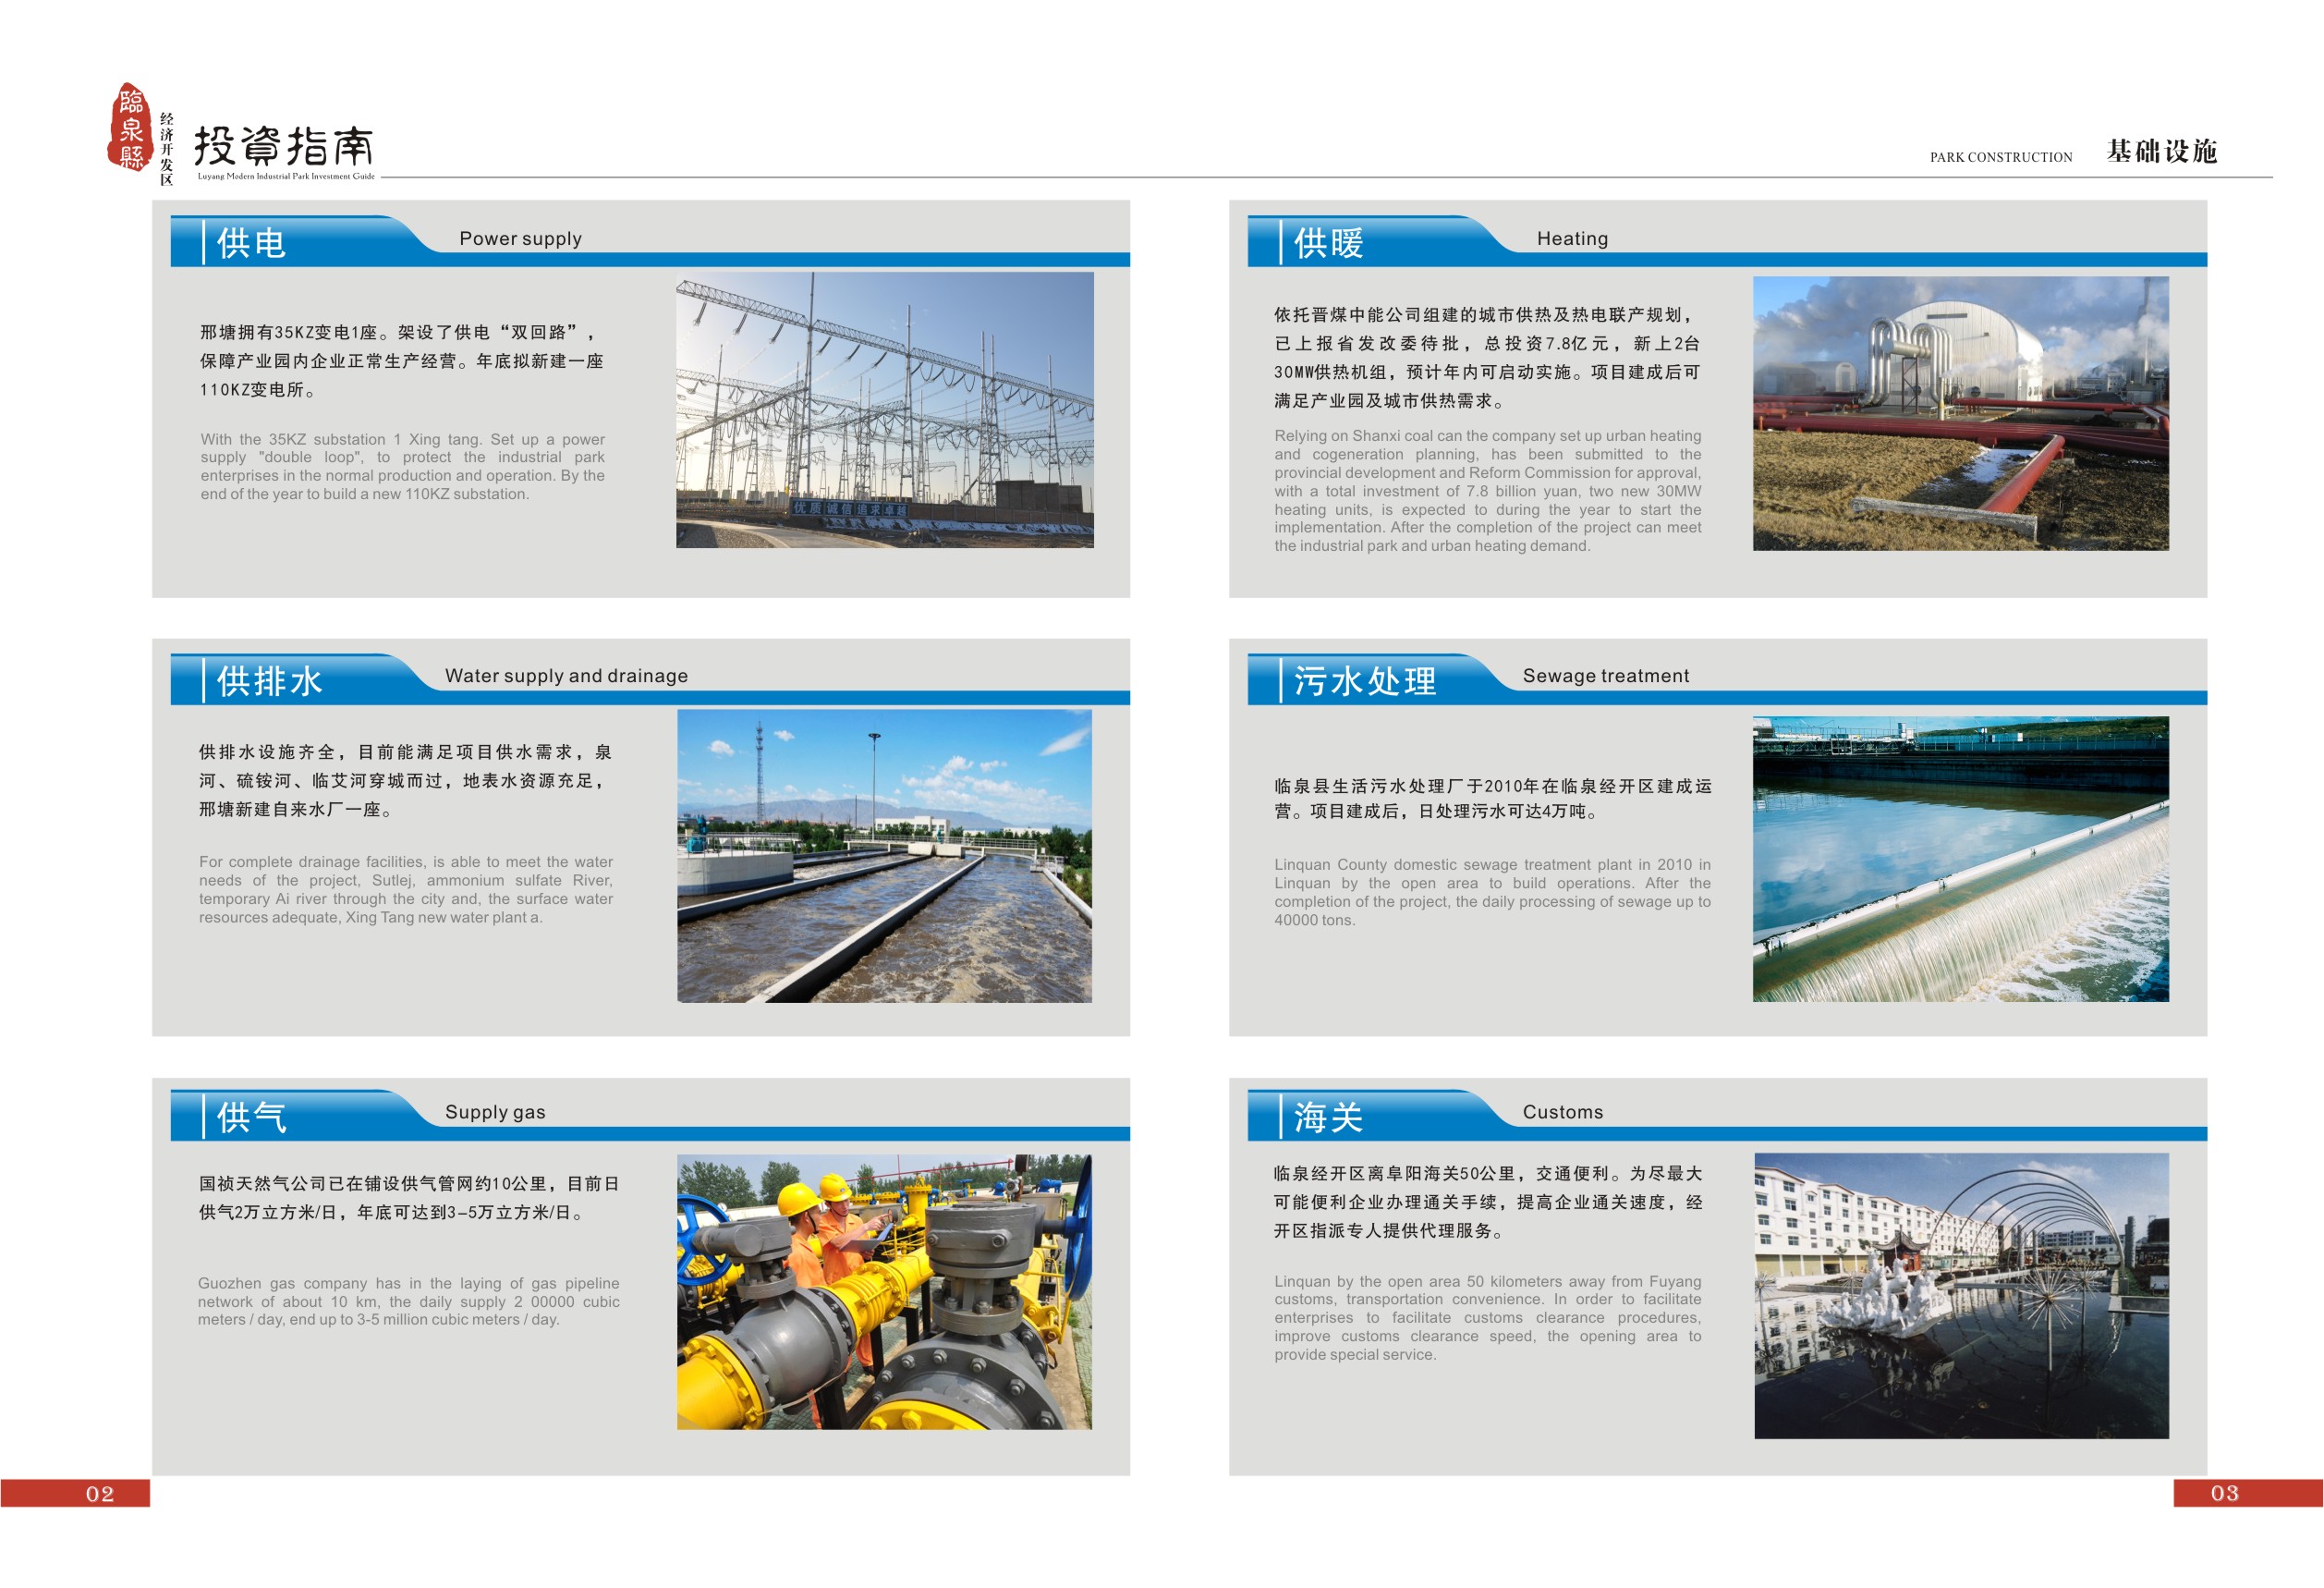 臨泉縣
经济开发区
投資指南
Luyang Modern Industrial Park Investment Guide
PARK CONSTRUCTION 基础设施
供电 Power supply
邢塘拥有35KZ变电1座。架设了供电“双回路”，
保障产业园内企业正常生产经营。年底拟新建一座
110KZ变电所。
With the 35KZ substation 1 Xing tang. Set up a power
supply "double loop", to protect the industrial park
enterprises in the normal production and operation. By the
end of the year to build a new 110KZ substation.
优质诚信追求卓越
供排水 Water supply and drainage
供排水设施齐全，目前能满足项目供水需求，泉
河、硫铵河、临艾河穿城而过，地表水资源充足，
邢塘新建自来水厂一座。
For complete drainage facilities, is able to meet the water
needs of the project, Sutlej, ammonium sulfate River,
temporary Ai river through the city and, the surface water
resources adequate, Xing Tang new water plant a.
供气 Supply gas
国祯天然气公司已在铺设供气管网约10公里，目前日
供气2万立方米/日，年底可达到3-5万立方米/日。
Guozhen gas company has in the laying of gas pipeline
network of about 10 km, the daily supply 2 00000 cubic
meters / day, end up to 3-5 million cubic meters / day.
02
供暖 Heating
依托晋煤中能公司组建的城市供热及热电联产规划，
已上报省发改委待批，总投资7.8亿元，新上2台
30MW供热机组，预计年内可启动实施。项目建成后可
满足产业园及城市供热需求。
Relying on Shanxi coal can the company set up urban heating
and cogeneration planning, has been submitted to the
provincial development and Reform Commission for approval,
with a total investment of 7.8 billion yuan, two new 30MW
heating units, is expected to during the year to start the
implementation. After the completion of the project can meet
the industrial park and urban heating demand.
污水处理 Sewage treatment
临泉县生活污水处理厂于2010年在临泉经开区建成运
营。项目建成后，日处理污水可达4万吨。
Linquan County domestic sewage treatment plant in 2010 in
Linquan by the open area to build operations. After the
completion of the project, the daily processing of sewage up to
40000 tons.
海关 Customs
临泉经开区离阜阳海关50公里，交通便利。为尽最大
可能便利企业办理通关手续，提高企业通关速度，经
开区指派专人提供代理服务。
Linquan by the open area 50 kilometers away from Fuyang
customs, transportation convenience. In order to facilitate
enterprises to facilitate customs clearance procedures,
improve customs clearance speed, the opening area to
provide special service.
03